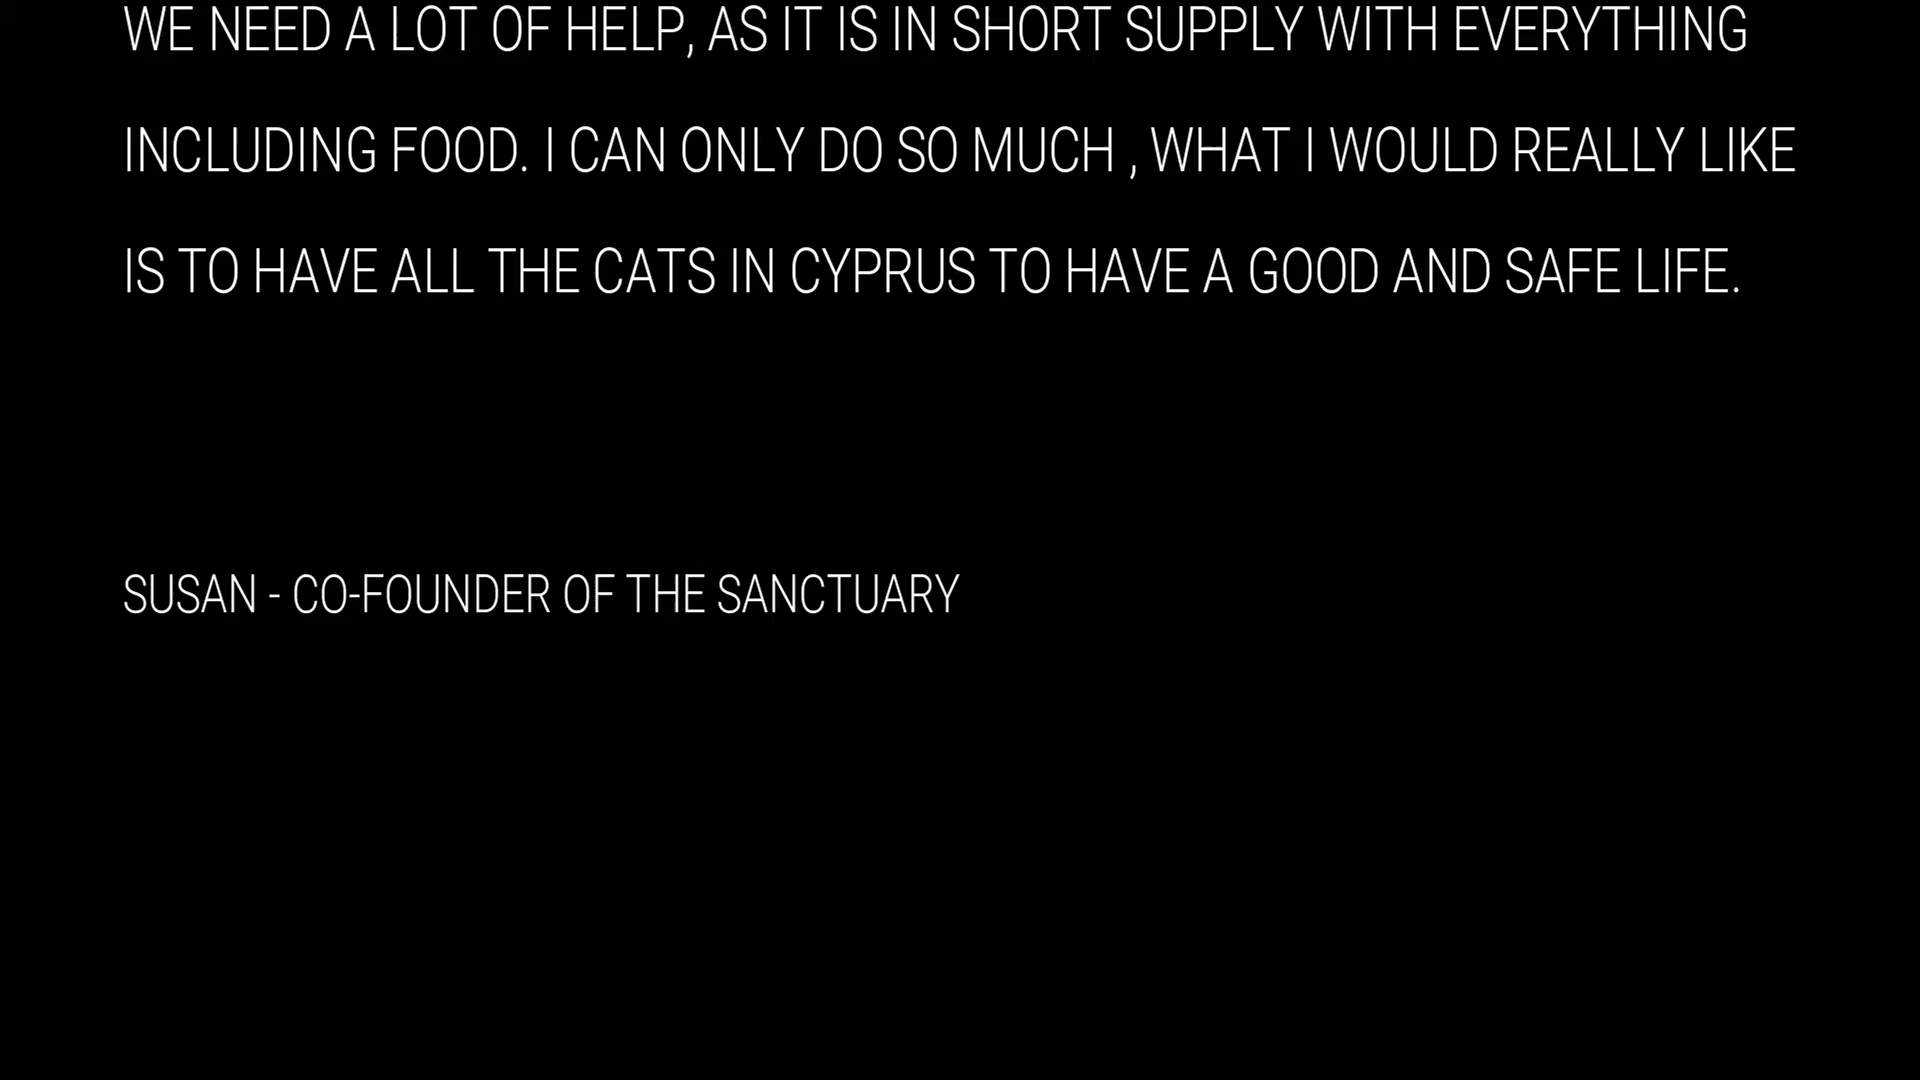 WE NEED A LOT OF HELP, AS IT IS IN SHORT SUPPLY WITH EVERYTHING
INCLUDING FOOD. I CAN ONLY DO SO MUCH , WHAT I WOULD REALLY LIKE
IS TO HAVE ALL THE CATS IN CYPRUS TO HAVE A GOOD AND SAFE LIFE.
SUSAN - CO-FOUNDER OF THE SANCTUARY